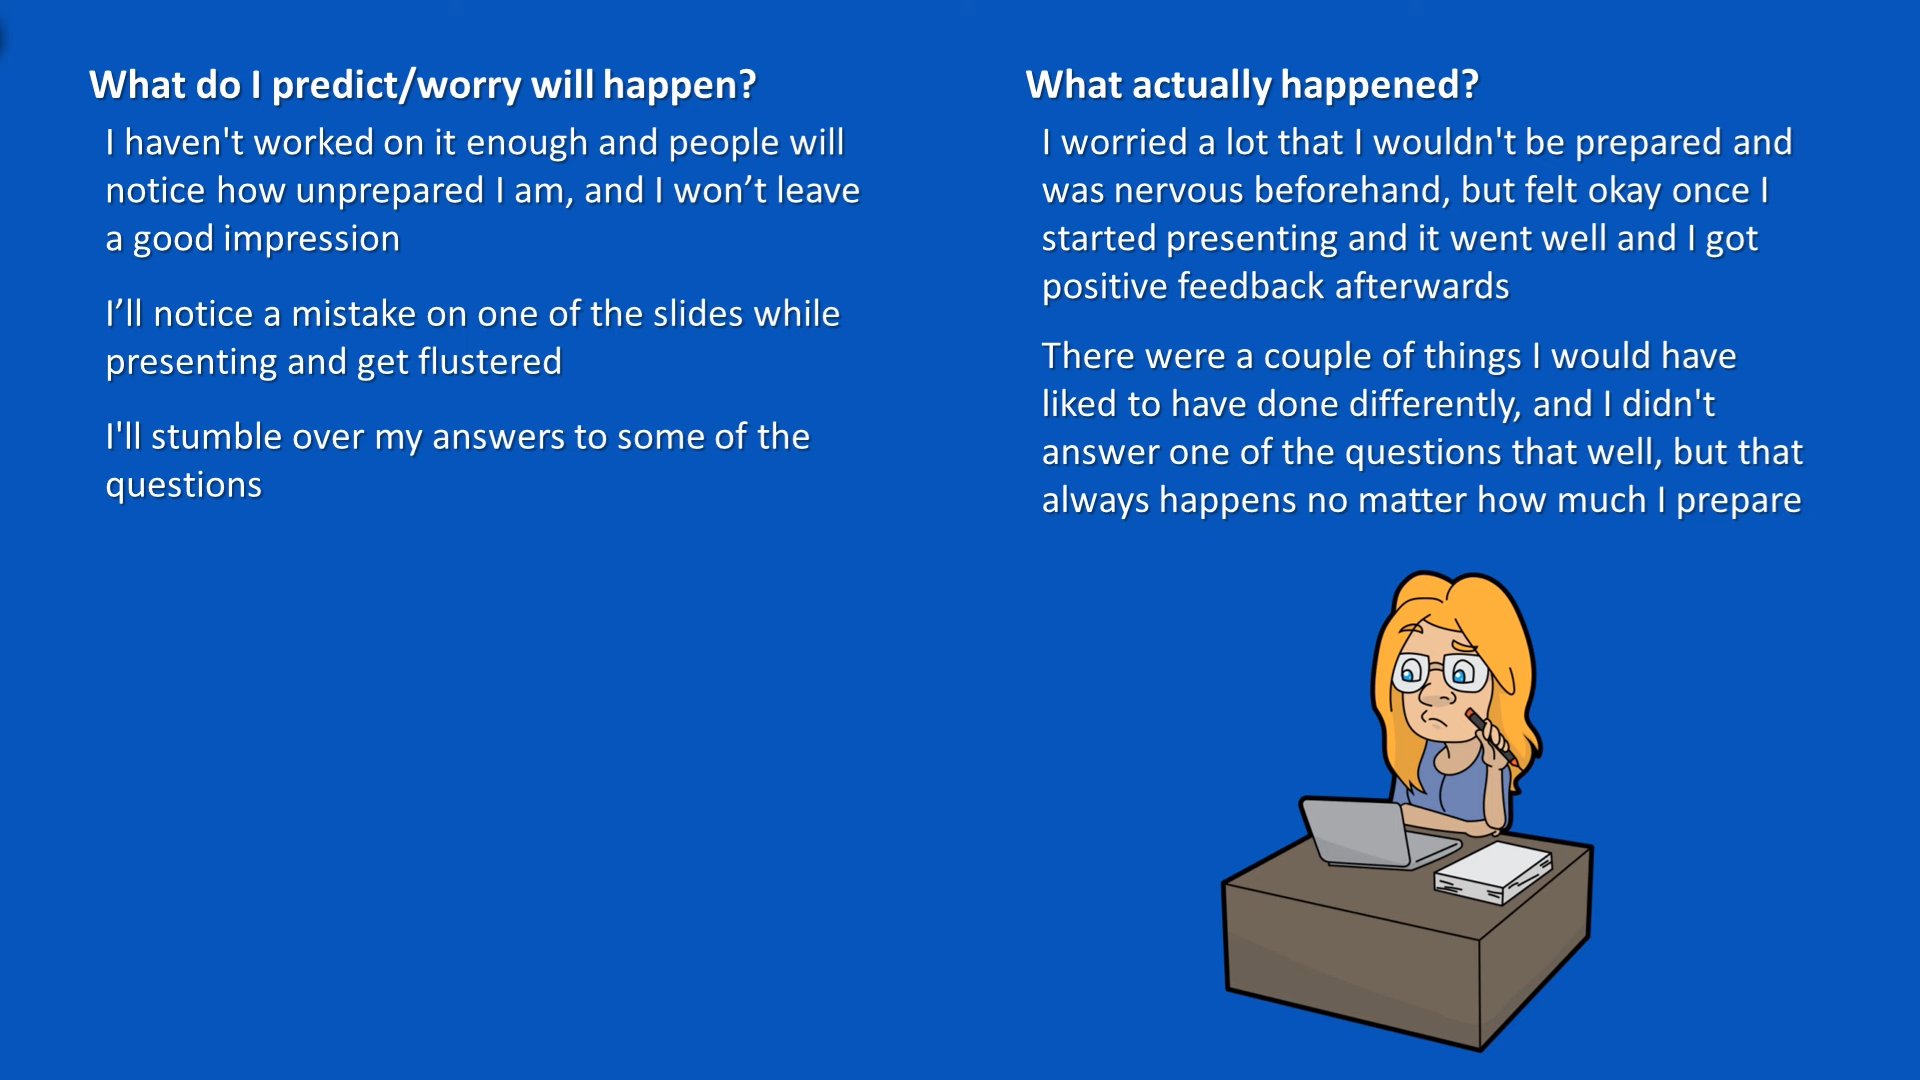 What do I predict/worry will happen?
I haven't worked on it enough and people will
notice how unprepared I am, and I won’t leave
a good impression
I’ll notice a mistake on one of the slides while
presenting and get flustered
I'll stumble over my answers to some of the
questions
What actually happened?
I worried a lot that I wouldn't be prepared and
was nervous beforehand, but felt okay once I
started presenting and it went well and I got
positive feedback afterwards
There were a couple of things I would have
liked to have done differently, and I didn't
answer one of the questions that well, but that
always happens no matter how much I prepare